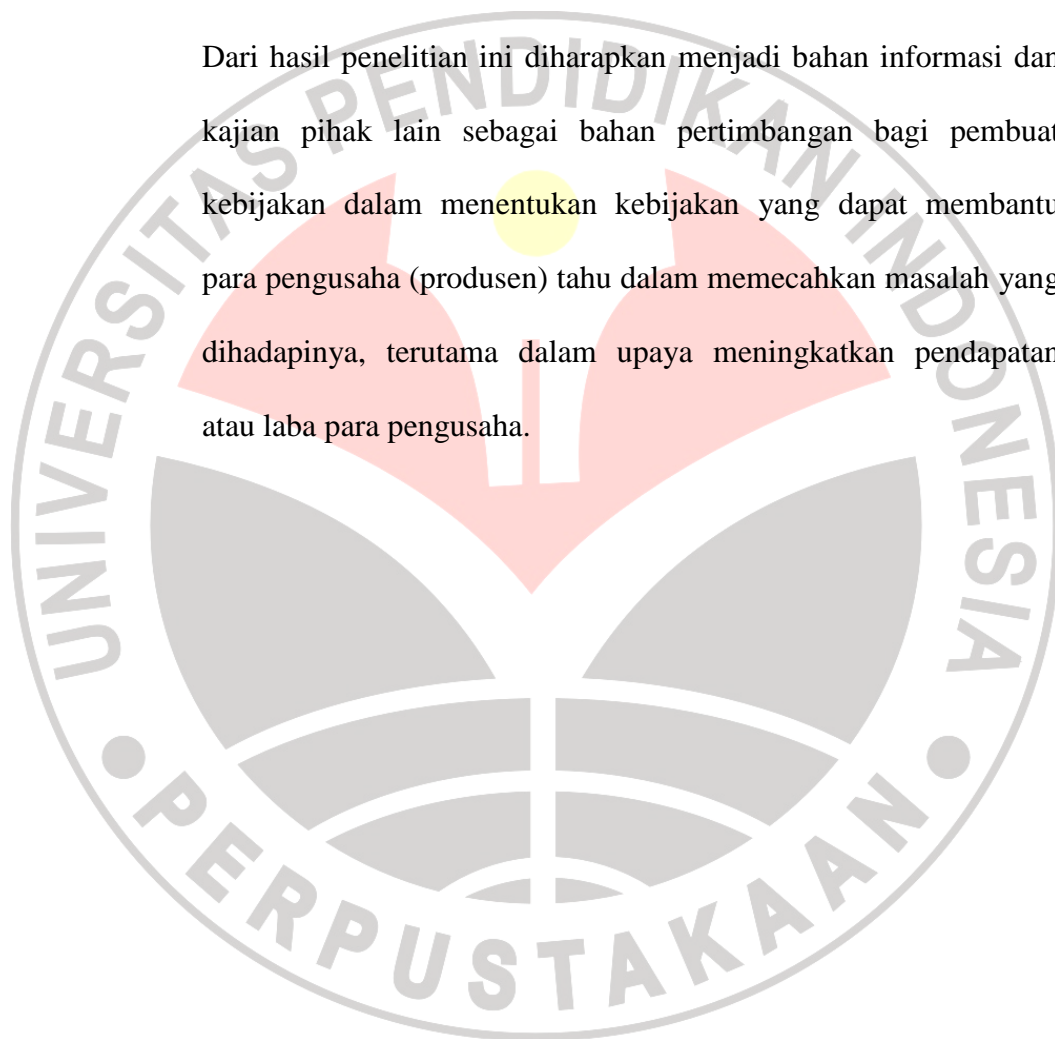 Dari hasil penelitian ini diharapkan menjadi bahan informasi dan
kajian pihak lain sebagai bahan pertimbangan bagi pembuat
kebijakan dalam menentukan kebijakan yang dapat membantu
para pengusaha (produsen) tahu dalam memecahkan masalah yang
dihadapinya, terutama dalam upaya meningkatkan pendapatan
atau laba para pengusaha.
UNIVERSITAS PENDIDIKAN INDONESIA
PERPUSTAKAAN